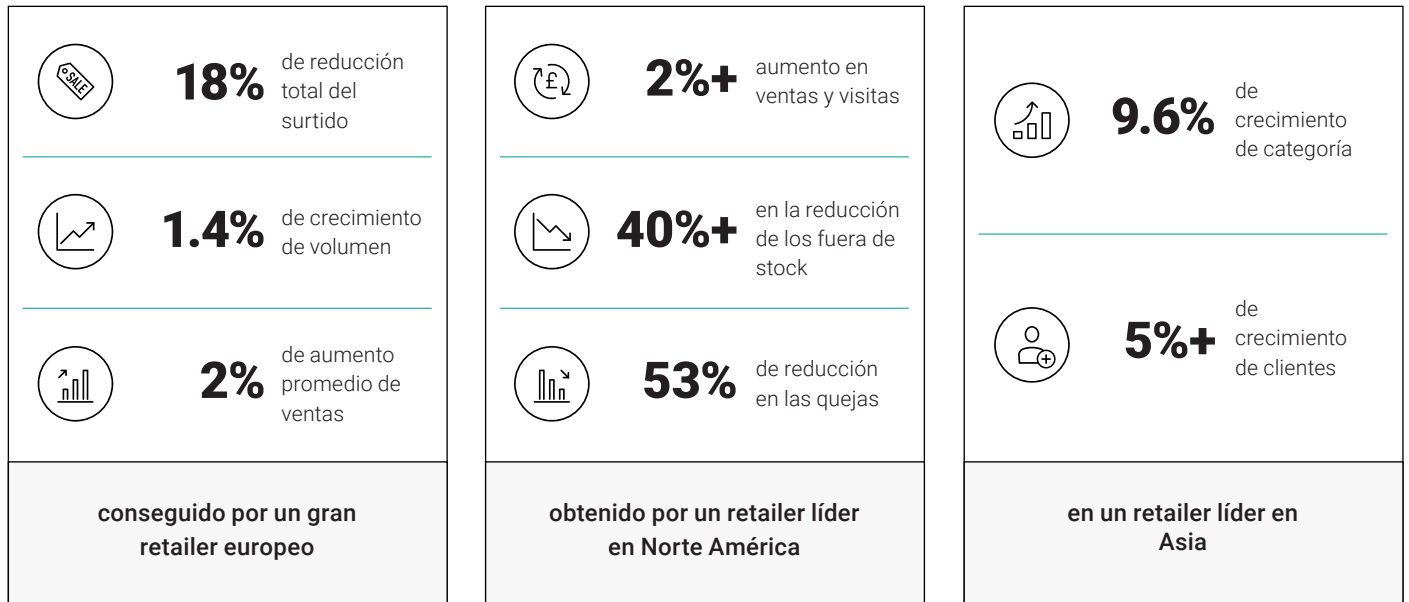 SALE
18%
de reducción
total del
surtido
1.4%
de crecimiento
de volumen
2%
de aumento
promedio de
ventas
conseguido por un gran
retailer europeo
£
2%+
aumento en
ventas y visitas
40%+
en la reducción
de los fuera de
stock
53%
de reducción
en las quejas
obtenido por un retailer líder
en Norte América
9.6%
de
crecimiento
de categoría
5%+
de
crecimiento
de clientes
en un retailer líder en
Asia